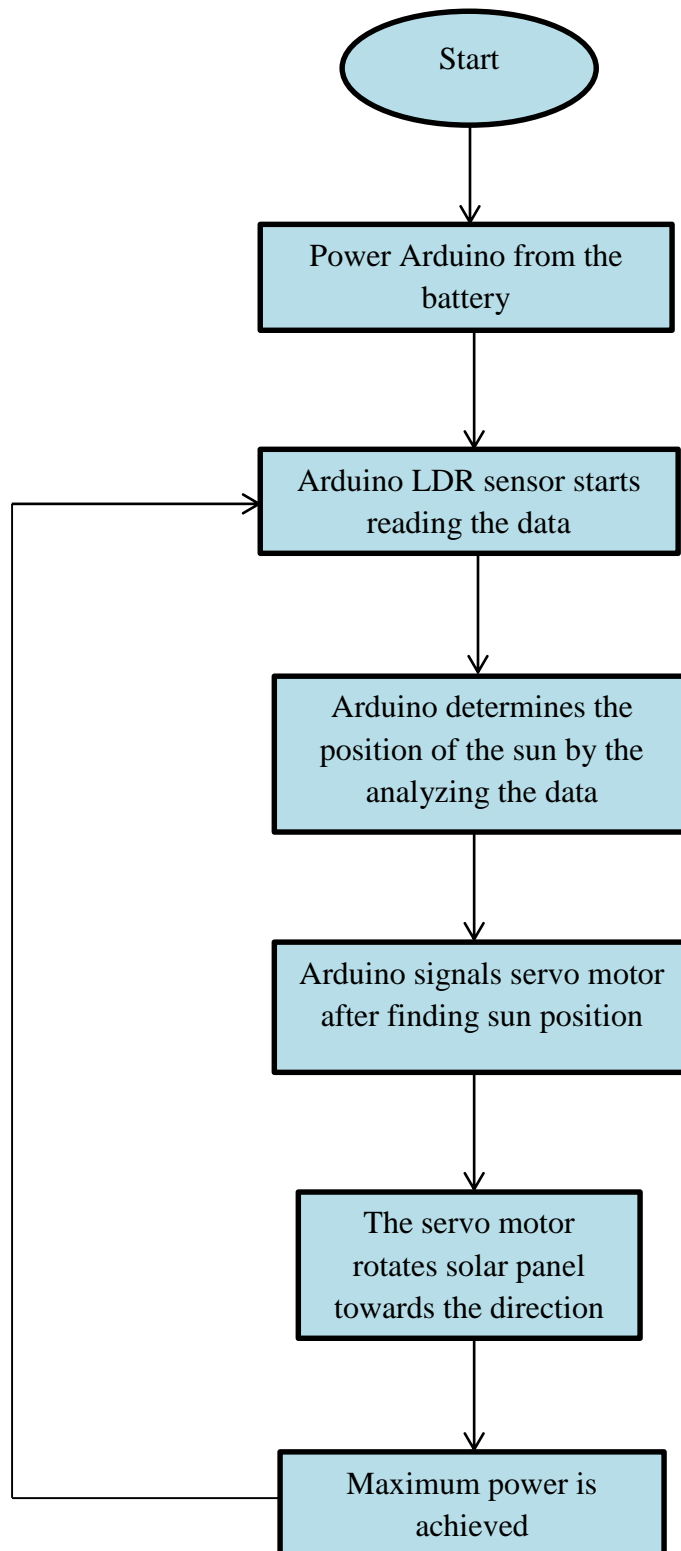 Start
Power Arduino from the
battery
Arduino LDR sensor starts
reading the data
Arduino determines the
position of the sun by the
analyzing the data
Arduino signals servo motor
after finding sun position
The servo motor
rotates solar panel
towards the direction
Maximum power is
achieved